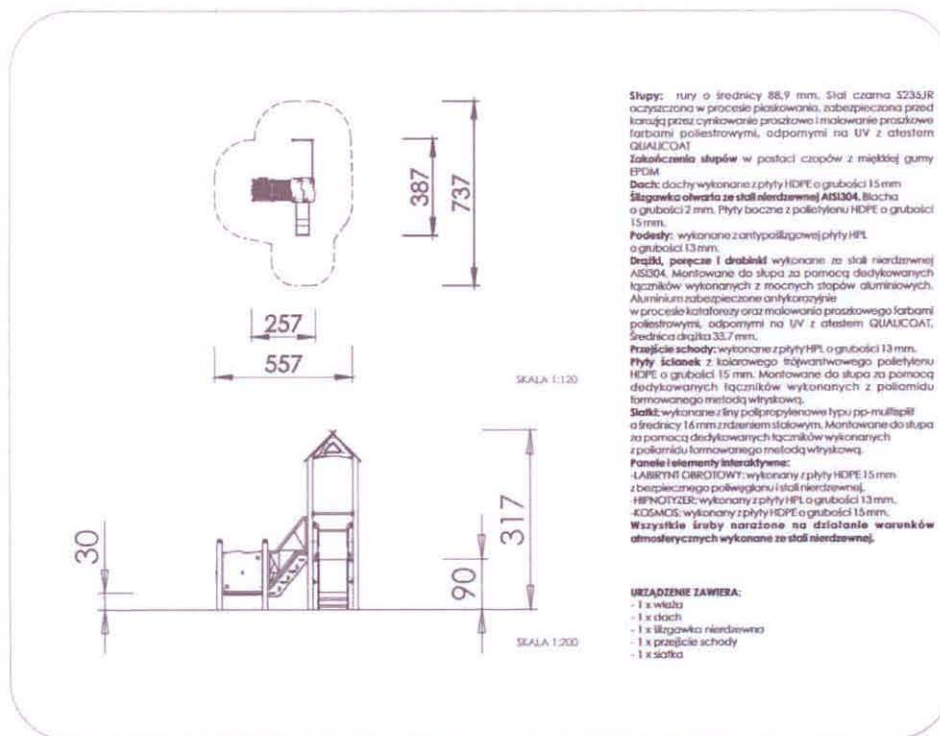 387
737
257
557
SKALA 1:120
30
90
317
SKALA 1:200
Słupy: rury o średnicy 88,9 mm. Stal czarna S235JR
oczyszczona w procesie piaskowania, zabezpieczona przed
korozją przez cynkowanie proszkowe i malowanie proszkowe
farbami poliestrowymi, odpornymi na UV z atestem
QUALICOAT
Zakończenia słupów w postaci czopów z miękkiej gumy
EPDM
Dach: dachy wykonane z płyty HDPE o grubości 15 mm
Ślizgawka otwarta ze stali nierdzewnej AISI304. Blacha
o grubości 2 mm. Płyty boczne z polietylenu HDPE o grubości
15 mm.
Podesty: wykonane z antypoślizgowej płyty HPL
o grubości 13 mm.
Drążki, poręcze i drabinki wykonane ze stali nierdzewnej
AISI304. Montowane do słupa za pomocą dedykowanych
łączników wykonanych z mocnych stopów aluminiowych.
Aluminium zabezpieczone antykorozyjnie
w procesie kataforezy oraz malowania proszkowego farbami
poliestrowymi, odpornymi na UV z atestem QUALICOAT.
Średnica drążka 33,7 mm.
Przejście schody: wykonane z płyty HPL o grubości 13 mm.
Płyty ścianek z kolorowego trójwarstwowego polietylenu
HDPE o grubości 15 mm. Montowane do słupa za pomocą
dedykowanych łączników wykonanych z poliamidu
formowanego metodą wtryskową.
Siatki: wykonane z liny polipropylenowe typu pp-multisplit
o średnicy 16 mm z rdzeniem stalowym. Montowane do słupa
za pomocą dedykowanych łączników wykonanych
z poliamidu formowanego metodą wtryskową.
Panele i elementy interaktywne:
-LABIRYNT OBROTOWY: wykonany z płyty HDPE 15 mm
z bezpiecznego poliwęglanu i stali nierdzewnej.
-HIPNOTYZER: wykonany z płyty HPL o grubości 13 mm.
-KOSMOS: wykonany z płyty HDPE o grubości 15 mm.
Wszystkie śruby narażone na działanie warunków
atmosferycznych wykonane ze stali nierdzewnej.
URZĄDZENIE ZAWIERA:
- 1 x wieża
- 1 x dach
- 1 x ślizgawka nierdzewna
- 1 x przejście schody
- 1 x siatka